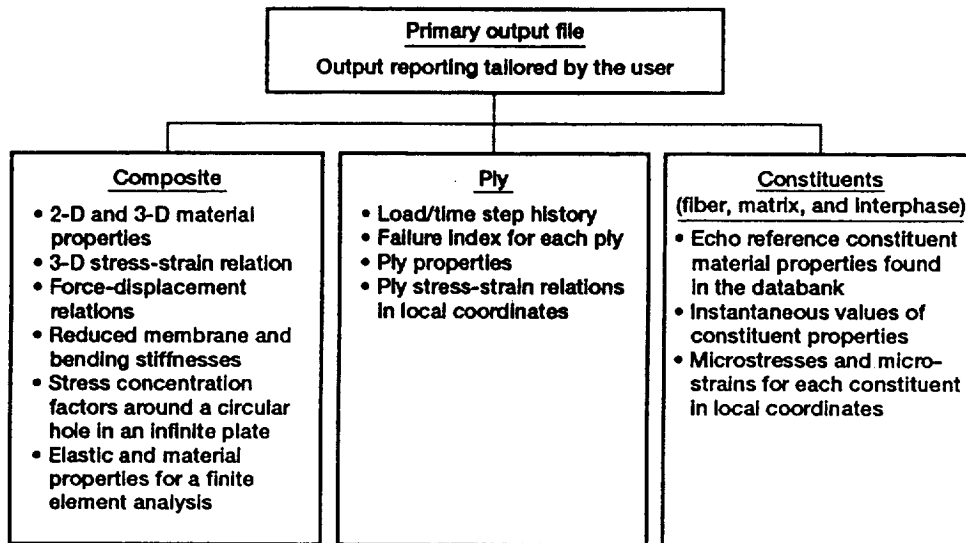 Primary output file
Output reporting tailored by the user
Composite
• 2-D and 3-D material
properties
• 3-D stress-strain relation
• Force-displacement
relations
• Reduced membrane and
bending stiffnesses
• Stress concentration
factors around a circular
hole in an infinite plate
• Elastic and material
properties for a finite
element analysis
Ply
• Load/time step history
• Failure index for each ply
• Ply properties
• Ply stress-strain relations
in local coordinates
Constituents
(fiber, matrix, and interphase)
• Echo reference constituent
material properties found
in the databank
• Instantaneous values of
constituent properties
• Microstresses and micro-
strains for each constituent
in local coordinates